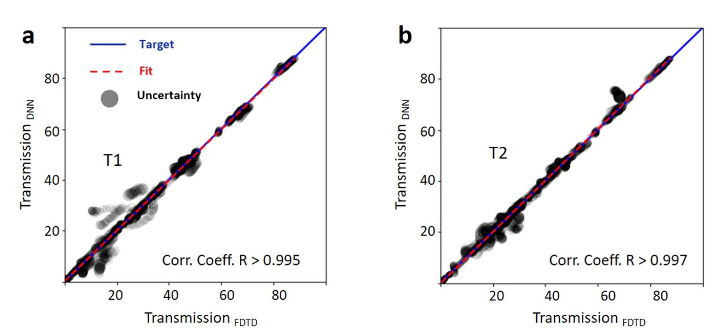 a
Target
Fit
Uncertainty
T1
Corr. Coeff. R > 0.995
80
60
40
20
20 40 60 80
Transmission DNN
Transmission FDTD
b
T2
Corr. Coeff. R > 0.997
80
60
40
20
20 40 60 80
Transmission DNN
Transmission FDTD